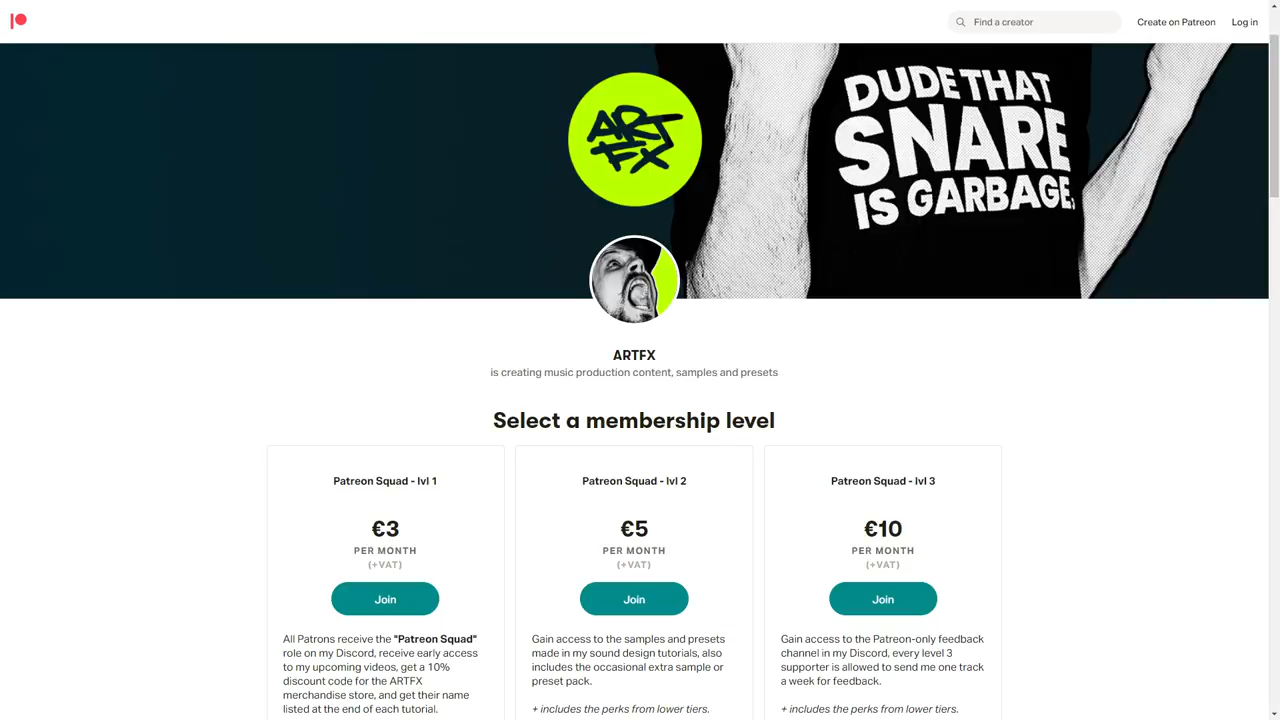 Find a creator
Create on Patreon
Log in
DUDE THAT
SNARE
IS GARBAGE.
ART
FX
ARTFX
is creating music production content, samples and presets
Select a membership level
Patreon Squad - lvl 1
€3
PER MONTH
(+VAT)
Join
All Patrons receive the "Patreon Squad"
role on my Discord, receive early access
to my upcoming videos, get a 10%
discount code for the ARTFX
merchandise store, and get their name
listed at the end of each tutorial.
Patreon Squad - lvl 2
€5
PER MONTH
(+VAT)
Join
Gain access to the samples and presets
made in my sound design tutorials, also
includes the occasional extra sample or
preset pack.
+ includes the perks from lower tiers.
Patreon Squad - lvl 3
€10
PER MONTH
(+VAT)
Join
Gain access to the Patreon-only feedback
channel in my Discord, every level 3
supporter is allowed to send me one track
a week for feedback.
+ includes the perks from lower tiers.